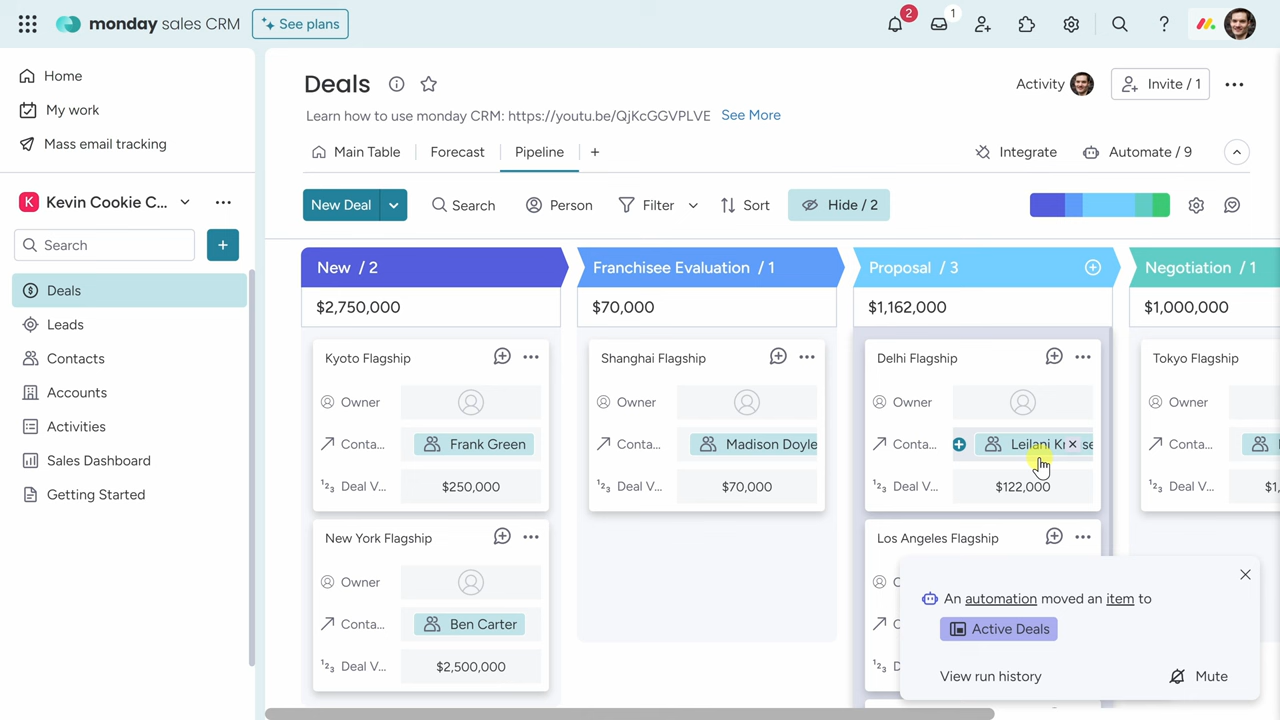 monday sales CRM
See plans
2
1
Home
My work
Mass email tracking
K Kevin Cookie C...
Search
Deals
Leads
Contacts
Accounts
Activities
Sales Dashboard
Getting Started
Deals
Activity
Invite / 1
Learn how to use monday CRM: https://youtu.be/QjKcGGVPLVE See More
Main Table
Forecast
Pipeline
Integrate
Automate / 9
New Deal
Search
Person
Filter
Sort
Hide / 2
New / 2
$2,750,000
Kyoto Flagship
Owner
Conta... Frank Green
Deal V... $250,000
New York Flagship
Owner
Conta... Ben Carter
Deal V... $2,500,000
Franchisee Evaluation / 1
$70,000
Shanghai Flagship
Owner
Conta... Madison Doyle
Deal V... $70,000
Proposal / 3
$1,162,000
Delhi Flagship
Owner
Conta... Leilani
Deal V... $122,000
Los Angeles Flagship
Negotiation / 1
$1,000,000
Tokyo Flagship
Owner
Conta...
Deal V...
An automation moved an item to
Active Deals
View run history
Mute